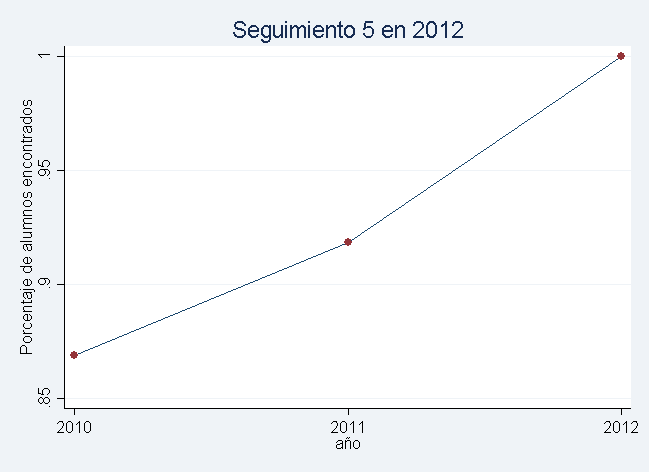 Seguimiento 5 en 2012
Porcentaje de alumnos encontrados
1
.95
.9
.85
2010
2011
2012
año